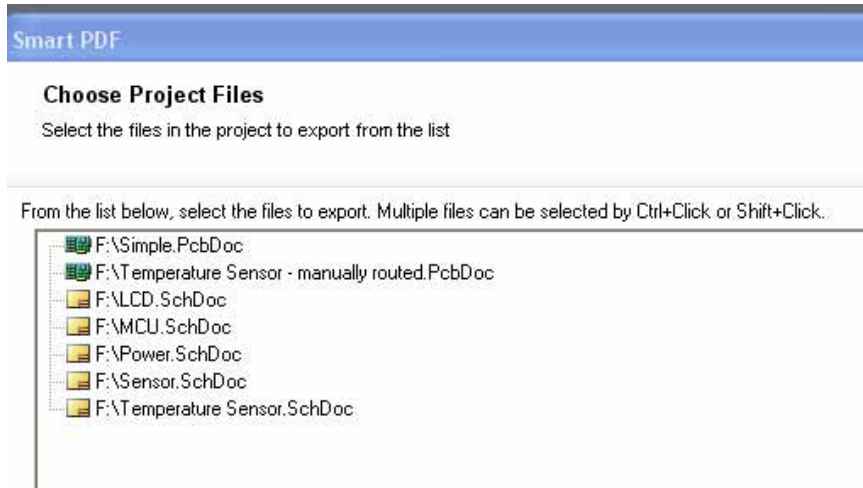 Smart PDF
Choose Project Files
Select the files in the project to export from the list
From the list below, select the files to export. Multiple files can be selected by Ctrl+Click or Shift+Click.
F:\Simple.PcbDoc
F:\Temperature Sensor - manually routed.PcbDoc
F:\LCD.SchDoc
F:\MCU.SchDoc
F:\Power.SchDoc
F:\Sensor.SchDoc
F:\Temperature Sensor.SchDoc